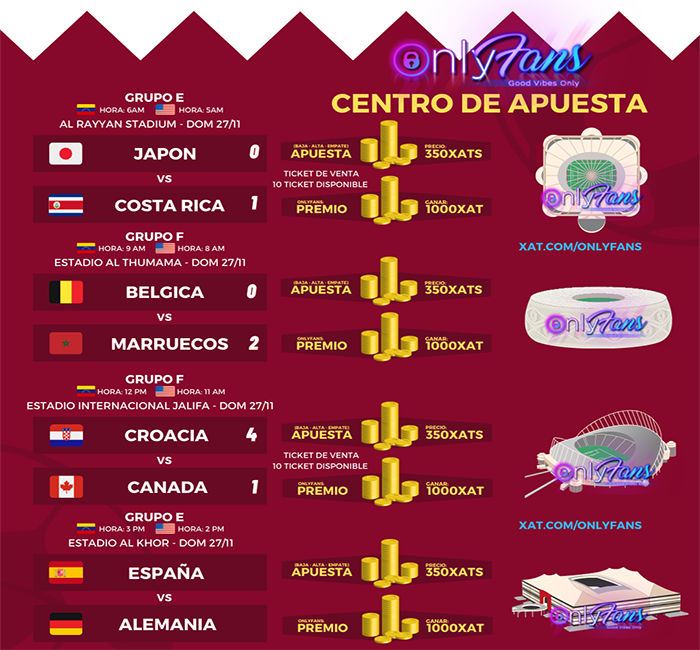 OnlyFans
Good Vibes Only
CENTRO DE APUESTA
GRUPO E
HORA: 6AM HORA: 5AM
AL RAYYAN STADIUM - DOM 27/11
JAPON 0
VS
COSTA RICA 1
(BAJA - ALTA - EMPATE)
APUESTA
PRECIO:
350XATS
TICKET DE VENTA
10 TICKET DISPONIBLE
ONLYFANS:
PREMIO
GANAR:
1000XAT
OnlyFans
XAT.COM/ONLYFANS
GRUPO F
HORA: 9 AM HORA: 8 AM
ESTADIO AL THUMAMA - DOM 27/11
BELGICA 0
VS
MARRUECOS 2
(BAJA - ALTA - EMPATE)
APUESTA
PRECIO:
350XATS
ONLYFANS:
PREMIO
GANAR:
1000XAT
OnlyFans
GRUPO F
HORA: 12 PM HORA: 11 AM
ESTADIO INTERNACIONAL JALIFA - DOM 27/11
CROACIA 4
VS
CANADA 1
(BAJA - ALTA - EMPATE)
APUESTA
PRECIO:
350XATS
TICKET DE VENTA
10 TICKET DISPONIBLE
ONLYFANS:
PREMIO
GANAR:
1000XAT
OnlyFans
XAT.COM/ONLYFANS
GRUPO E
HORA: 3 PM HORA: 2 PM
ESTADIO AL KHOR - DOM 27/11
ESPAÑA
VS
ALEMANIA
(BAJA - ALTA - EMPATE)
APUESTA
PRECIO:
350XATS
ONLYFANS:
PREMIO
GANAR:
1000XAT
OnlyFans
Good Vibes Only